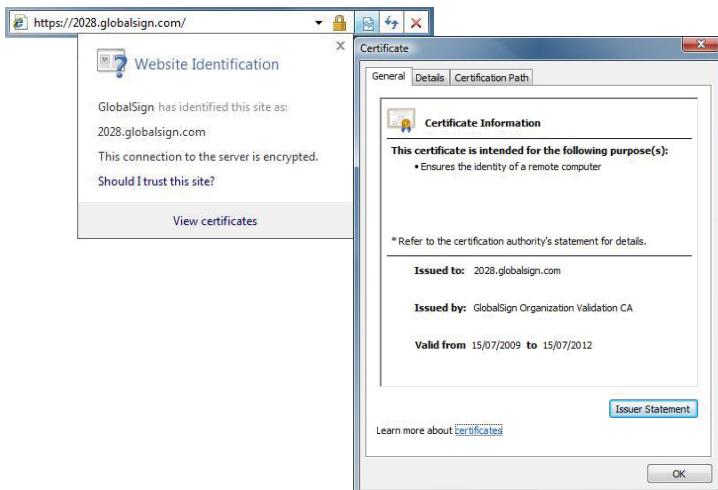 https://2028.globalsign.com/
Website Identification
GlobalSign has identified this site as:
2028.globalsign.com
This connection to the server is encrypted.
Should I trust this site?
View certificates
Certificate
General Details Certification Path
Certificate Information
This certificate is intended for the following purpose(s):
• Ensures the identity of a remote computer
* Refer to the certification authority's statement for details.
Issued to: 2028.globalsign.com
Issued by: GlobalSign Organization Validation CA
Valid from 15/07/2009 to 15/07/2012
Issuer Statement
Learn more about certificates
OK